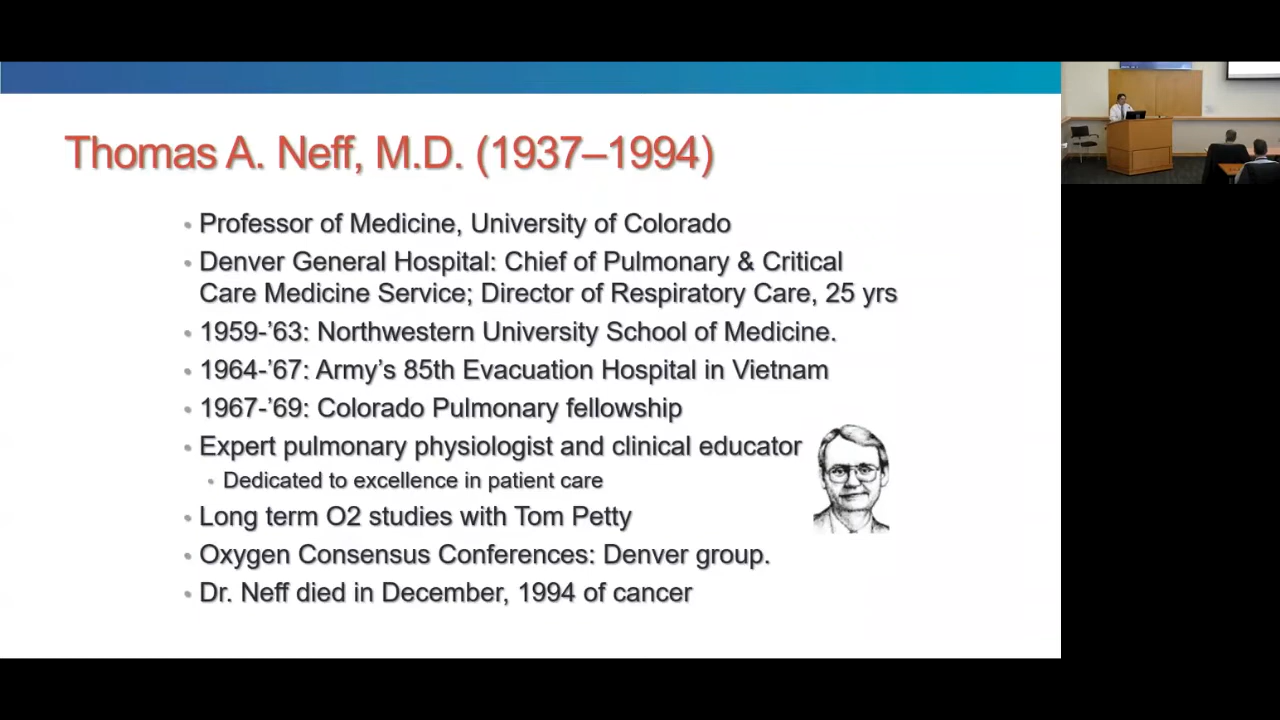 Thomas A. Neff, M.D. (1937–1994)
• Professor of Medicine, University of Colorado
• Denver General Hospital: Chief of Pulmonary & Critical
Care Medicine Service; Director of Respiratory Care, 25 yrs
• 1959-’63: Northwestern University School of Medicine.
• 1964-’67: Army’s 85th Evacuation Hospital in Vietnam
• 1967-’69: Colorado Pulmonary fellowship
• Expert pulmonary physiologist and clinical educator
• Dedicated to excellence in patient care
• Long term O2 studies with Tom Petty
• Oxygen Consensus Conferences: Denver group.
• Dr. Neff died in December, 1994 of cancer